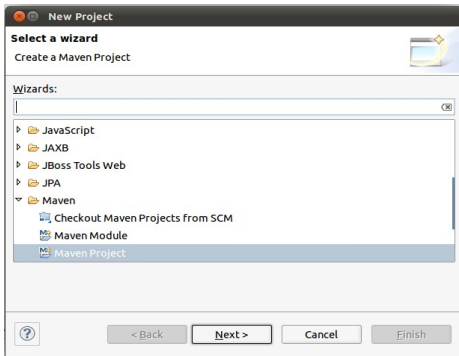 New Project
Select a wizard
Create a Maven Project
Wizards:
JavaScript
JAXB
JBoss Tools Web
JPA
Maven
Checkout Maven Projects from SCM
Maven Module
Maven Project
?
< Back
Next >
Cancel
Finish